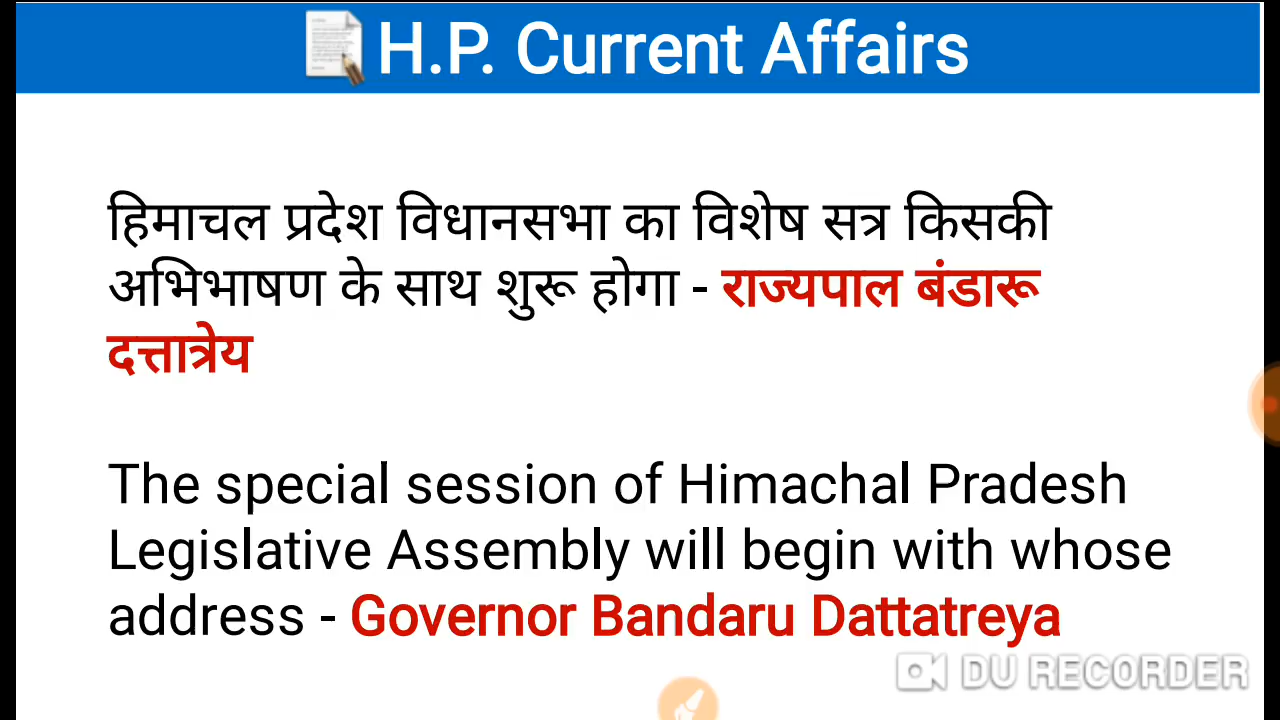 H.P. Current Affairs
हिमाचल प्रदेश विधानसभा का विशेष सत्र किसकी
अभिभाषण के साथ शुरू होगा - राज्यपाल बंडारू
दत्तात्रेय
The special session of Himachal Pradesh
Legislative Assembly will begin with whose
address - Governor Bandaru Dattatreya
DU RECORDER